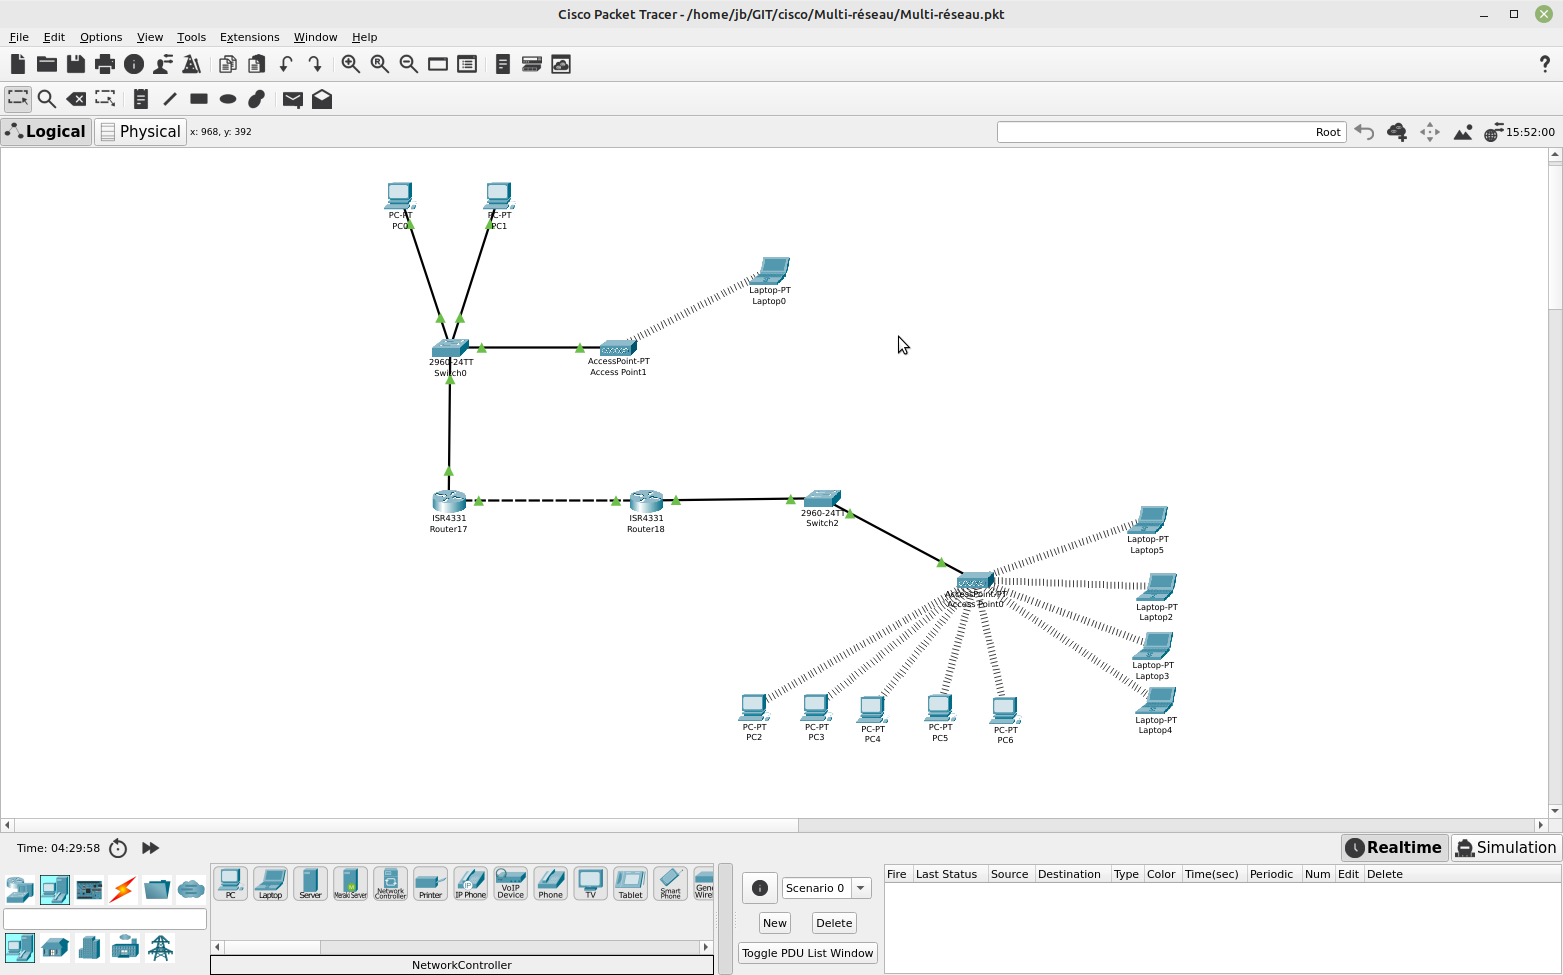 Cisco Packet Tracer - /home/jb/GIT/cisco/Multi-réseau/Multi-réseau.pkt
File Edit Options View Tools Extensions Window Help
?
Logical Physical x: 968, y: 392 Root 15:52:00
PC-PT
PC0
PC-PT
PC1
Laptop-PT
Laptop0
2960-24TT
Switch0
AccessPoint-PT
Access Point1
ISR4331
Router17
ISR4331
Router18
2960-24TT
Switch2
Laptop-PT
Laptop5
AccessPoint-PT
Access Point0
Laptop-PT
Laptop2
Laptop-PT
Laptop3
Laptop-PT
Laptop4
PC-PT
PC2
PC-PT
PC3
PC-PT
PC4
PC-PT
PC5
PC-PT
PC6
Time: 04:29:58 Realtime Simulation
PC Laptop Server Meraki Server Network Controller Printer IP Phone VoIP Device Phone TV Tablet Smart Phone
NetworkController
Scenario 0
New Delete
Toggle PDU List Window
Fire Last Status Source Destination Type Color Time(sec) Periodic Num Edit Delete